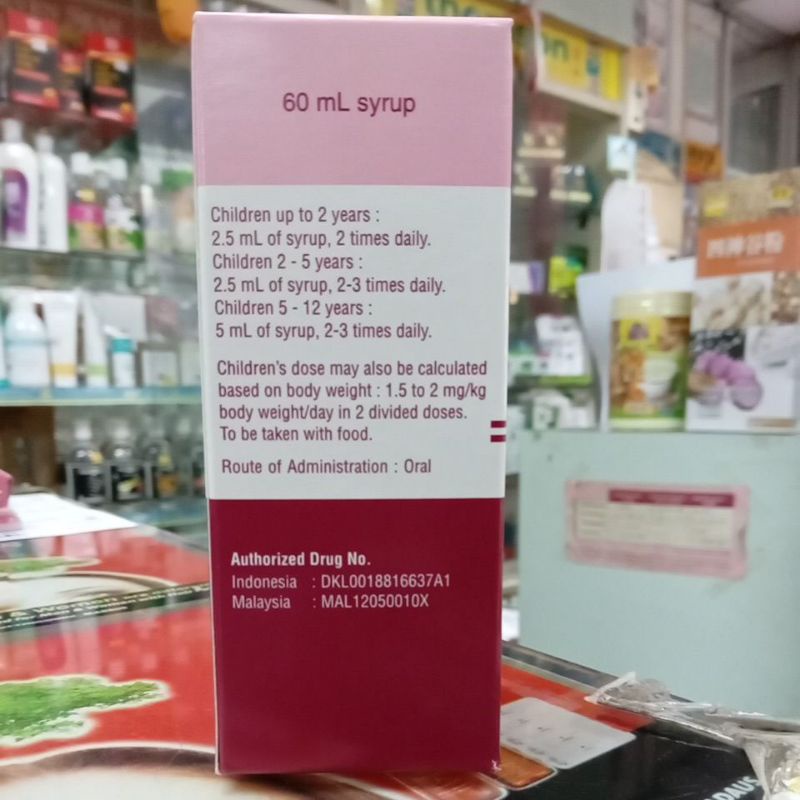 60 mL syrup
Children up to 2 years :
2.5 mL of syrup, 2 times daily.
Children 2 - 5 years :
2.5 mL of syrup, 2-3 times daily.
Children 5 - 12 years :
5 mL of syrup, 2-3 times daily.
Children's dose may also be calculated
based on body weight : 1.5 to 2 mg/kg
body weight/day in 2 divided doses.
To be taken with food.
Route of Administration : Oral
Authorized Drug No.
Indonesia : DKL0018816637A1
Malaysia : MAL12050010X